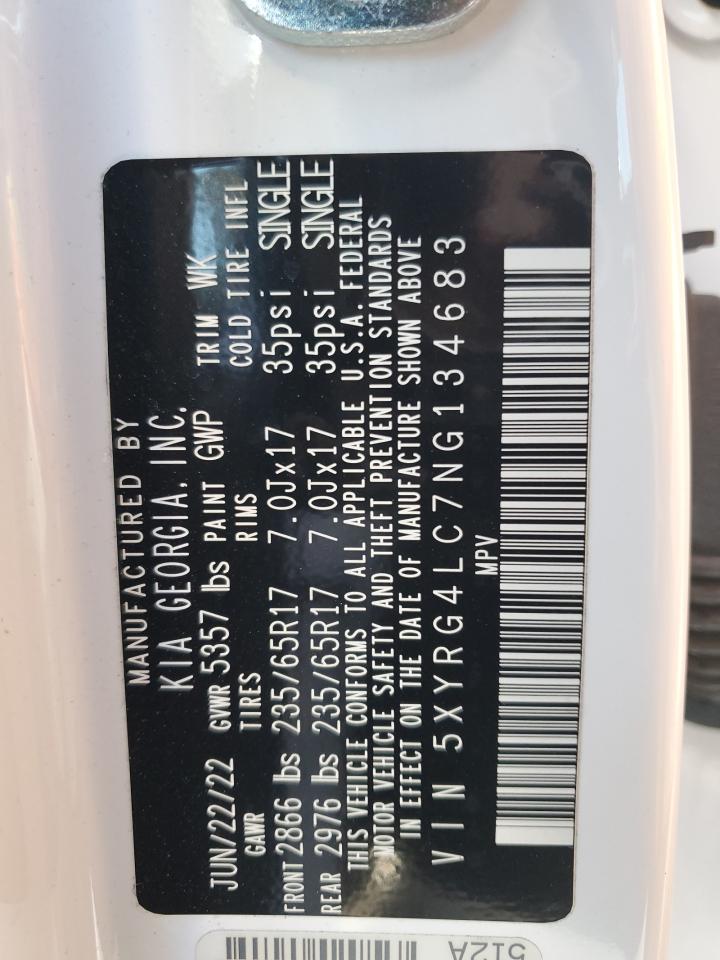 MANUFACTURED BY
KIA GEORGIA, INC.
JUN/22/22 GVWR 5357 lbs PAINT GWP TRIM WK
GAWR TIRES RIMS COLD TIRE INFL
FRONT 2866 lbs 235/65R17 7.0Jx17 35psi SINGLE
REAR 2976 lbs 235/65R17 7.0Jx17 35psi SINGLE
THIS VEHICLE CONFORMS TO ALL APPLICABLE U.S.A. FEDERAL
MOTOR VEHICLE SAFETY AND THEFT PREVENTION STANDARDS
IN EFFECT ON THE DATE OF MANUFACTURE SHOWN ABOVE
VIN 5XYRG4LC7NG134683
MPV
512A